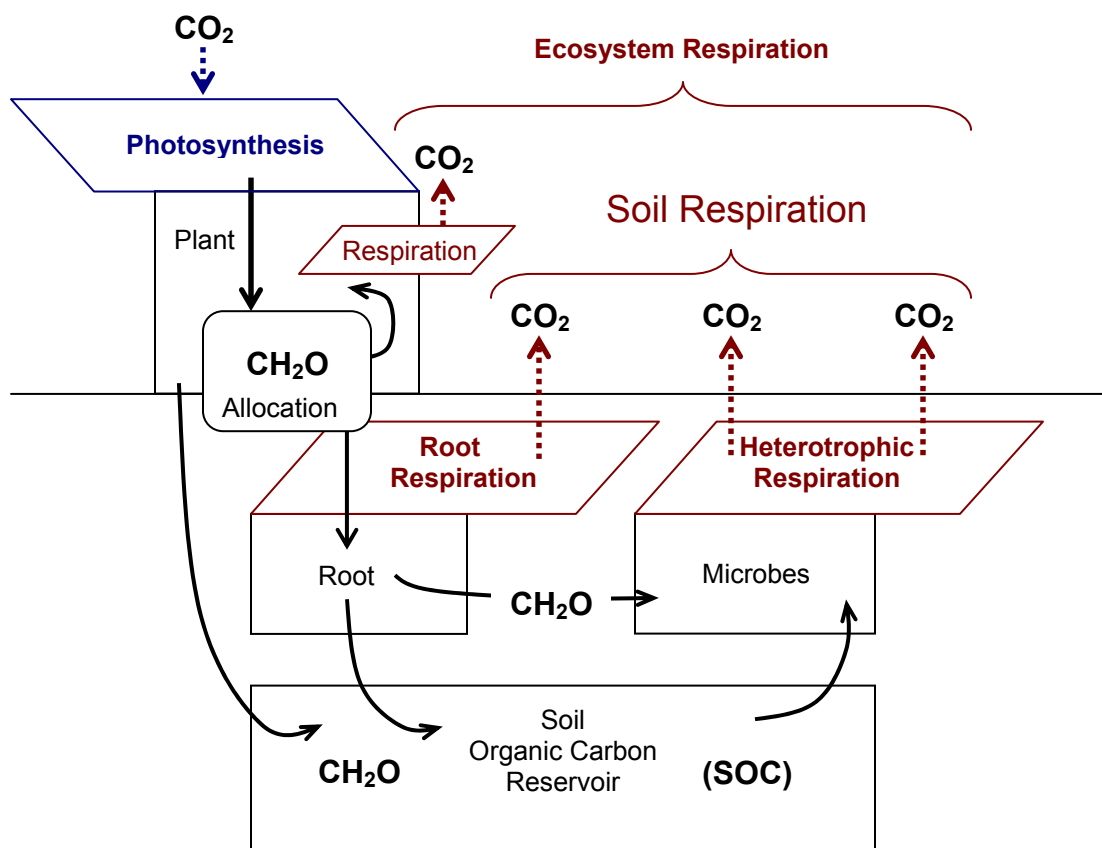 CO₂
Ecosystem Respiration
Photosynthesis
CO₂
Soil Respiration
Plant
Respiration
CO₂
CO₂
CO₂
CH₂O
Allocation
Root
Respiration
Heterotrophic
Respiration
Root
CH₂O
Microbes
Soil
Organic Carbon
Reservoir
CH₂O
(SOC)